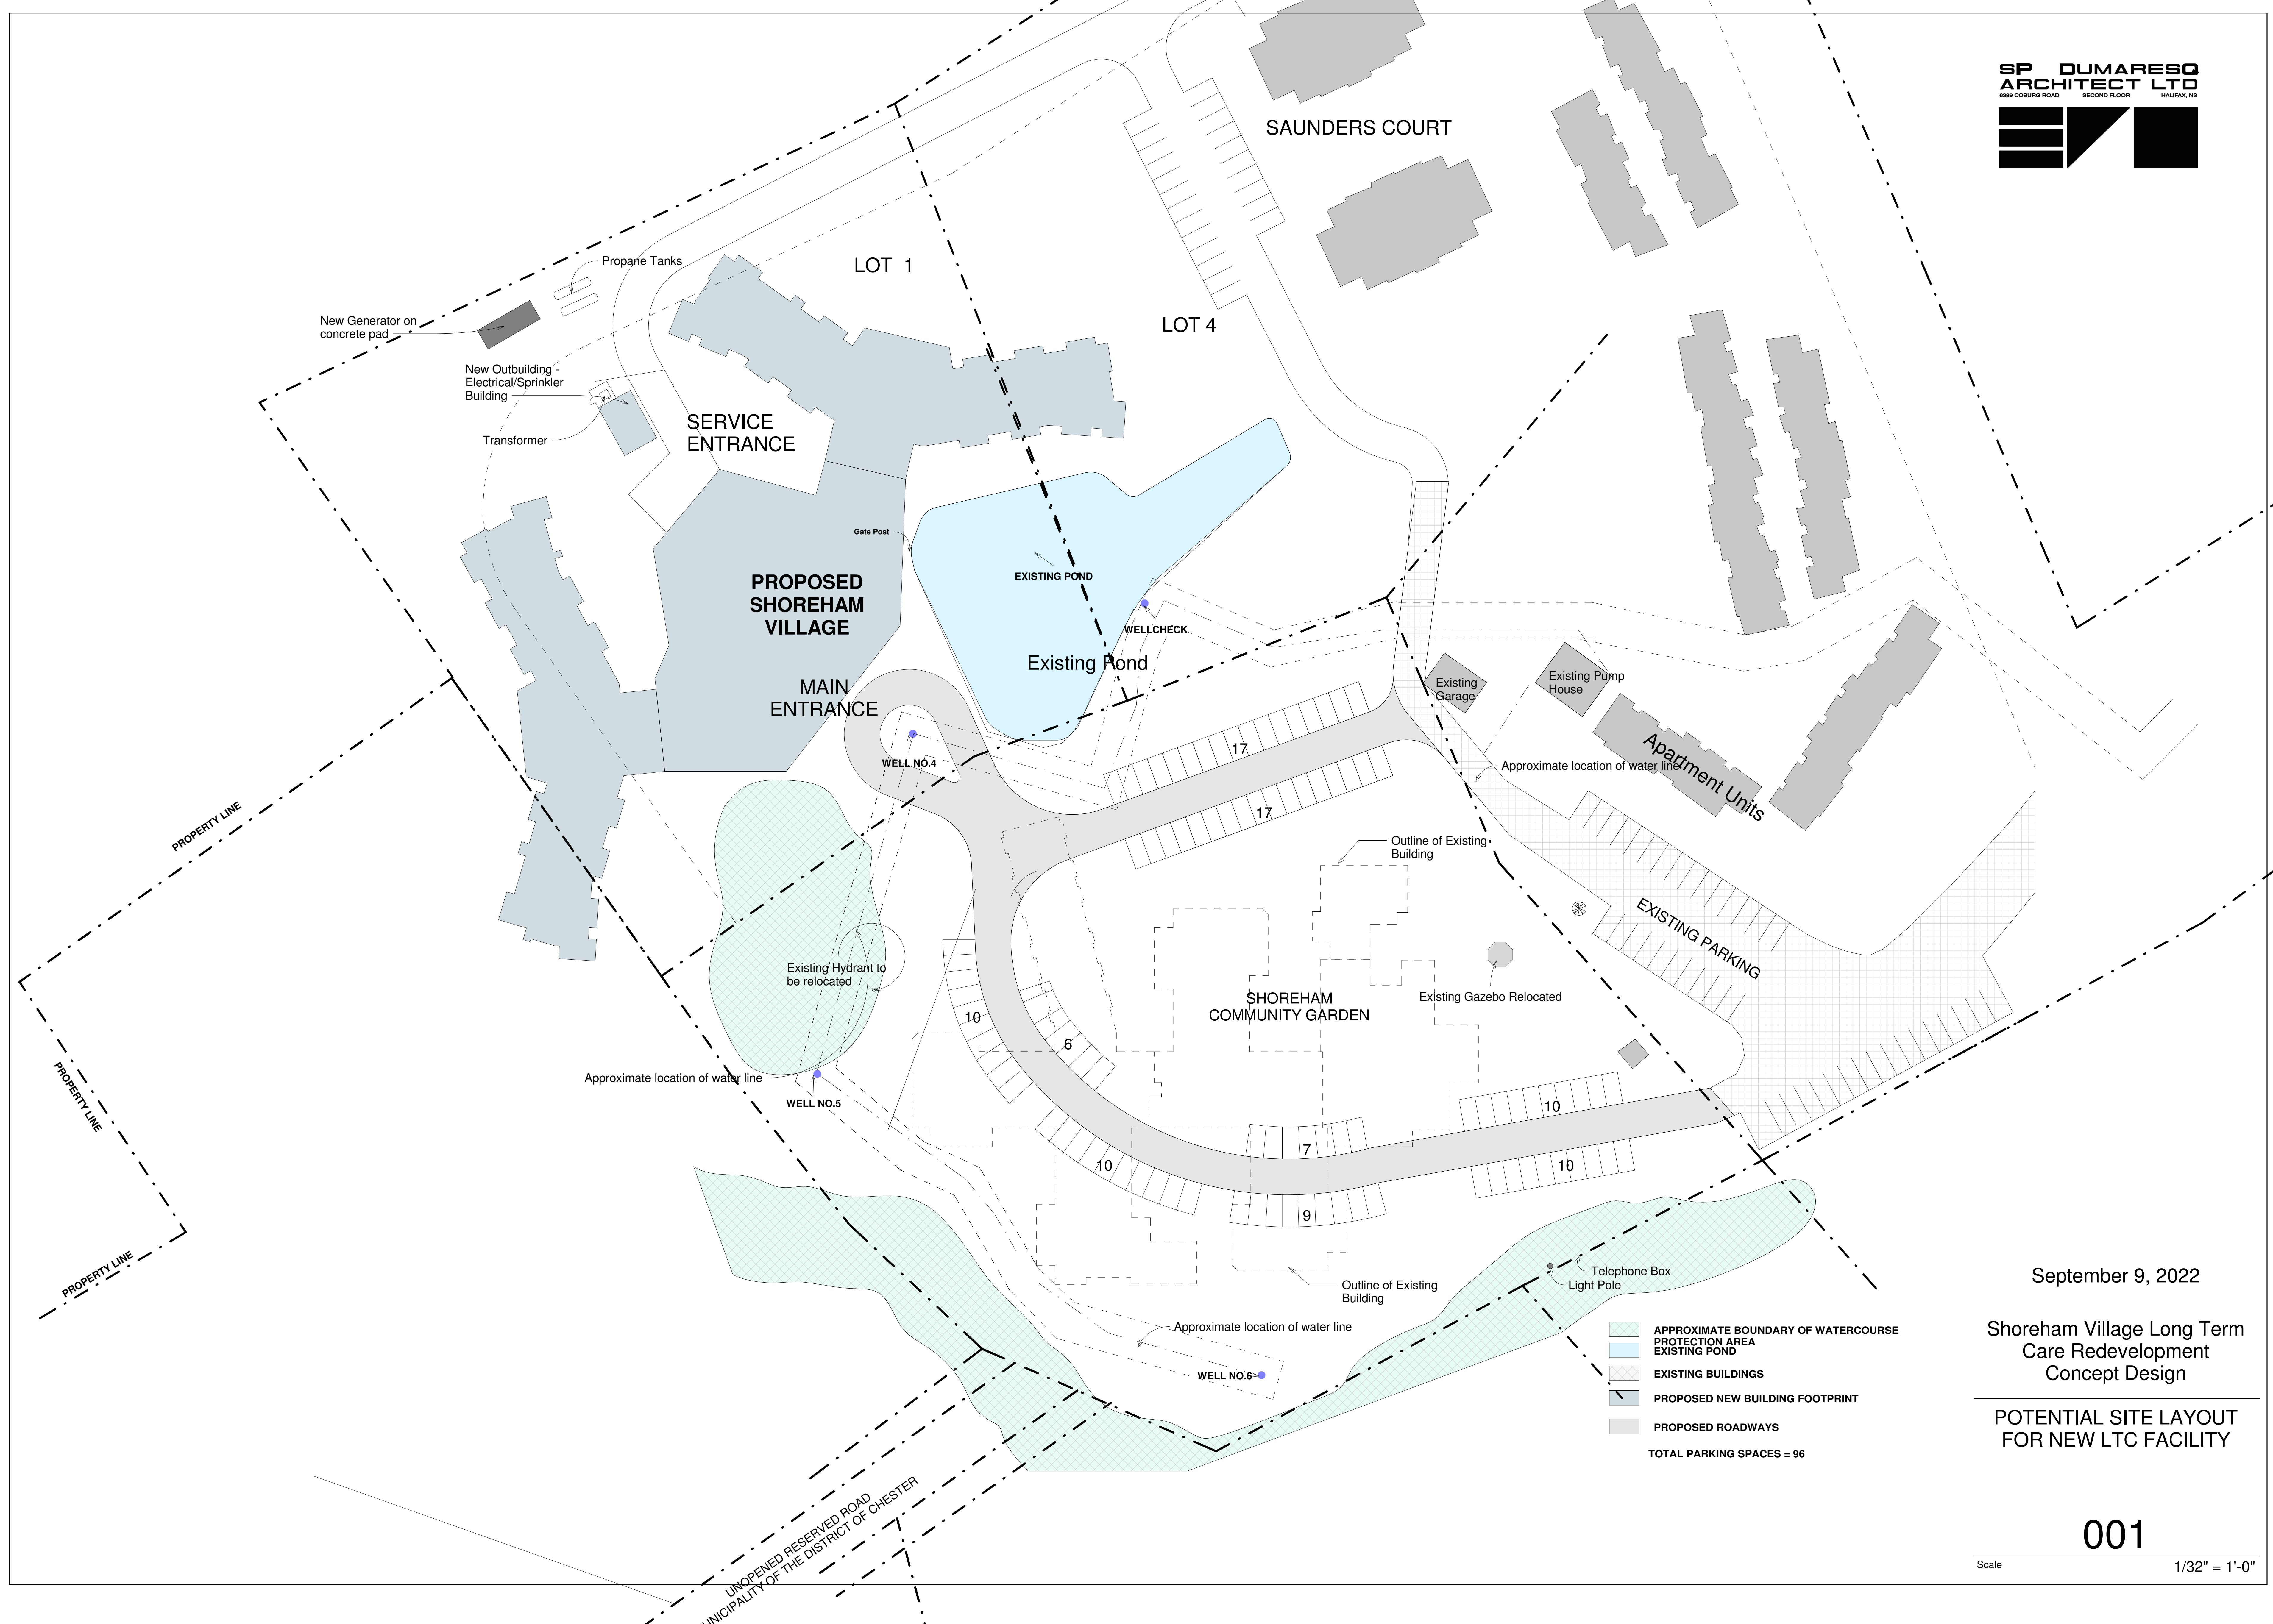 SP DUMARESQ
ARCHITECT LTD
6389 COBURG ROAD SECOND FLOOR HALIFAX, NS
SAUNDERS COURT
LOT 1
LOT 4
Propane Tanks
New Generator on
concrete pad
New Outbuilding -
Electrical/Sprinkler
Building
Transformer
SERVICE
ENTRANCE
Gate Post
EXISTING POND
PROPOSED
SHOREHAM
VILLAGE
WELLCHECK
Existing Pond
MAIN
ENTRANCE
WELL NO.4
Existing
Garage
Existing Pump
House
Apartment Units
Approximate location of water line
17
17
PROPERTY LINE
Outline of Existing
Building
EXISTING PARKING
Existing Hydrant to
be relocated
SHOREHAM
COMMUNITY GARDEN
Existing Gazebo Relocated
10
6
PROPERTY LINE
Approximate location of water line
WELL NO.5
10
7
10
10
9
PROPERTY LINE
Outline of Existing
Building
Telephone Box
Light Pole
Approximate location of water line
WELL NO.6
UNOPENED RESERVED ROAD
UNICIPALITY OF THE DISTRICT OF CHESTER
APPROXIMATE BOUNDARY OF WATERCOURSE
PROTECTION AREA
EXISTING POND
EXISTING BUILDINGS
PROPOSED NEW BUILDING FOOTPRINT
PROPOSED ROADWAYS
TOTAL PARKING SPACES = 96
September 9, 2022
Shoreham Village Long Term
Care Redevelopment
Concept Design
POTENTIAL SITE LAYOUT
FOR NEW LTC FACILITY
001
Scale 1/32" = 1'-0"